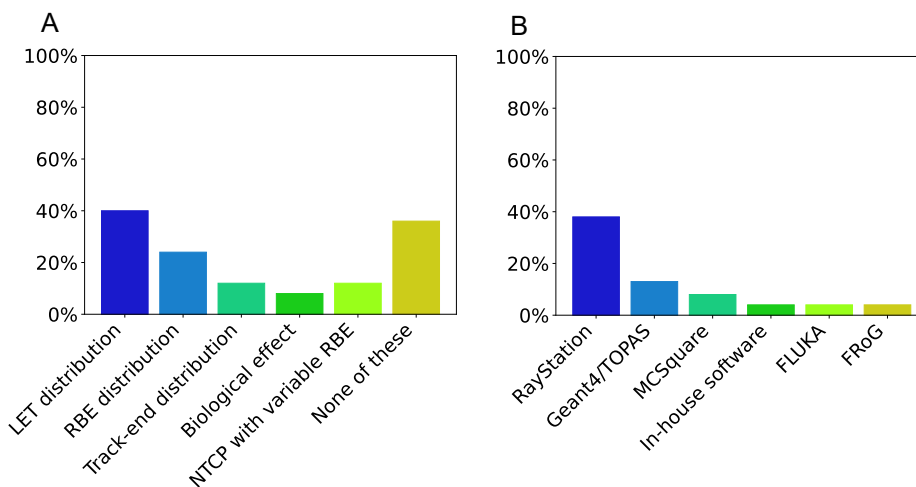 A
100%
80%
60%
40%
20%
0%
LET distribution
RBE distribution
Track-end distribution
Biological effect
NTCP with variable RBE
None of these
B
100%
80%
60%
40%
20%
0%
RayStation
Geant4/TOPAS
MCSquare
In-house software
FLUKA
FRoG